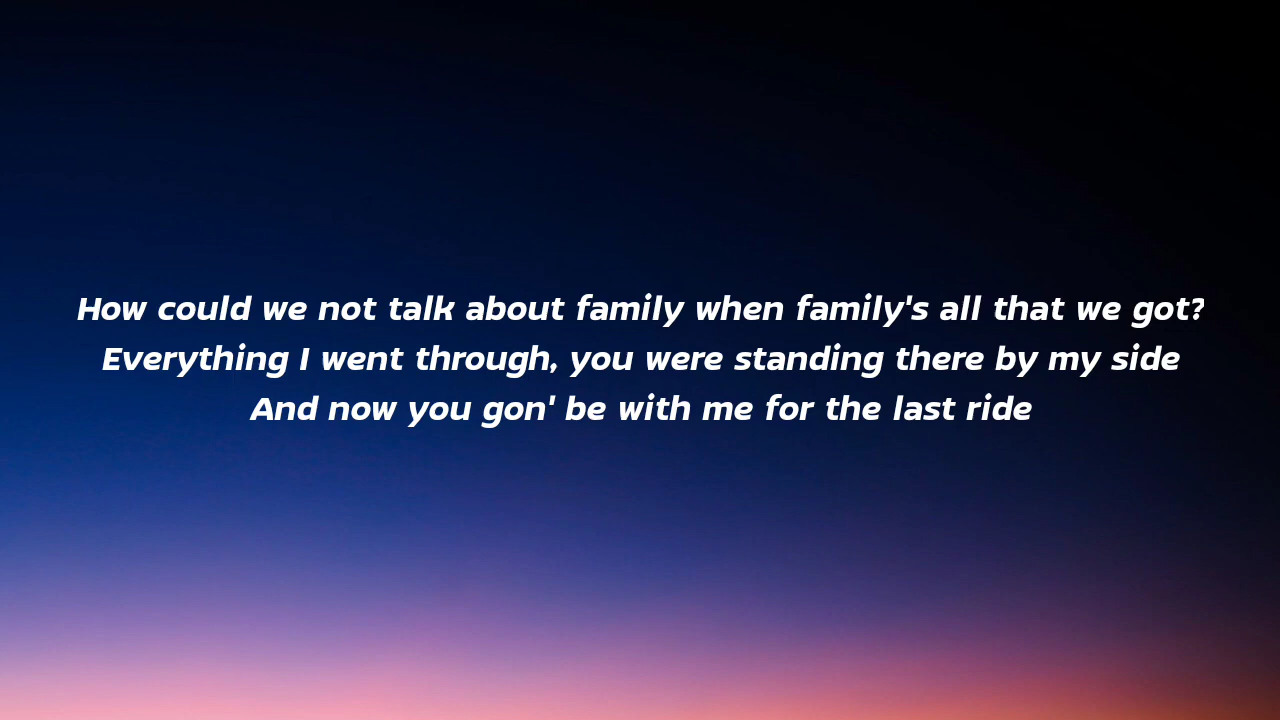 How could we not talk about family when family's all that we got?
Everything I went through, you were standing there by my side
And now you gon' be with me for the last ride